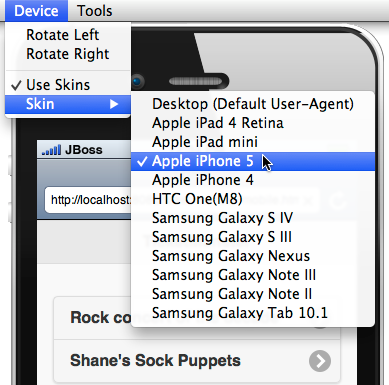 Device Tools
Rotate Left
Rotate Right
✓ Use Skins
Skin ▶
Desktop (Default User-Agent)
Apple iPad 4 Retina
Apple iPad mini
✓ Apple iPhone 5
Apple iPhone 4
HTC One(M8)
Samsung Galaxy S IV
Samsung Galaxy S III
Samsung Galaxy Nexus
Samsung Galaxy Note III
Samsung Galaxy Note II
Samsung Galaxy Tab 10.1
JBoss
http://localhost:
Rock co
Shane's Sock Puppets